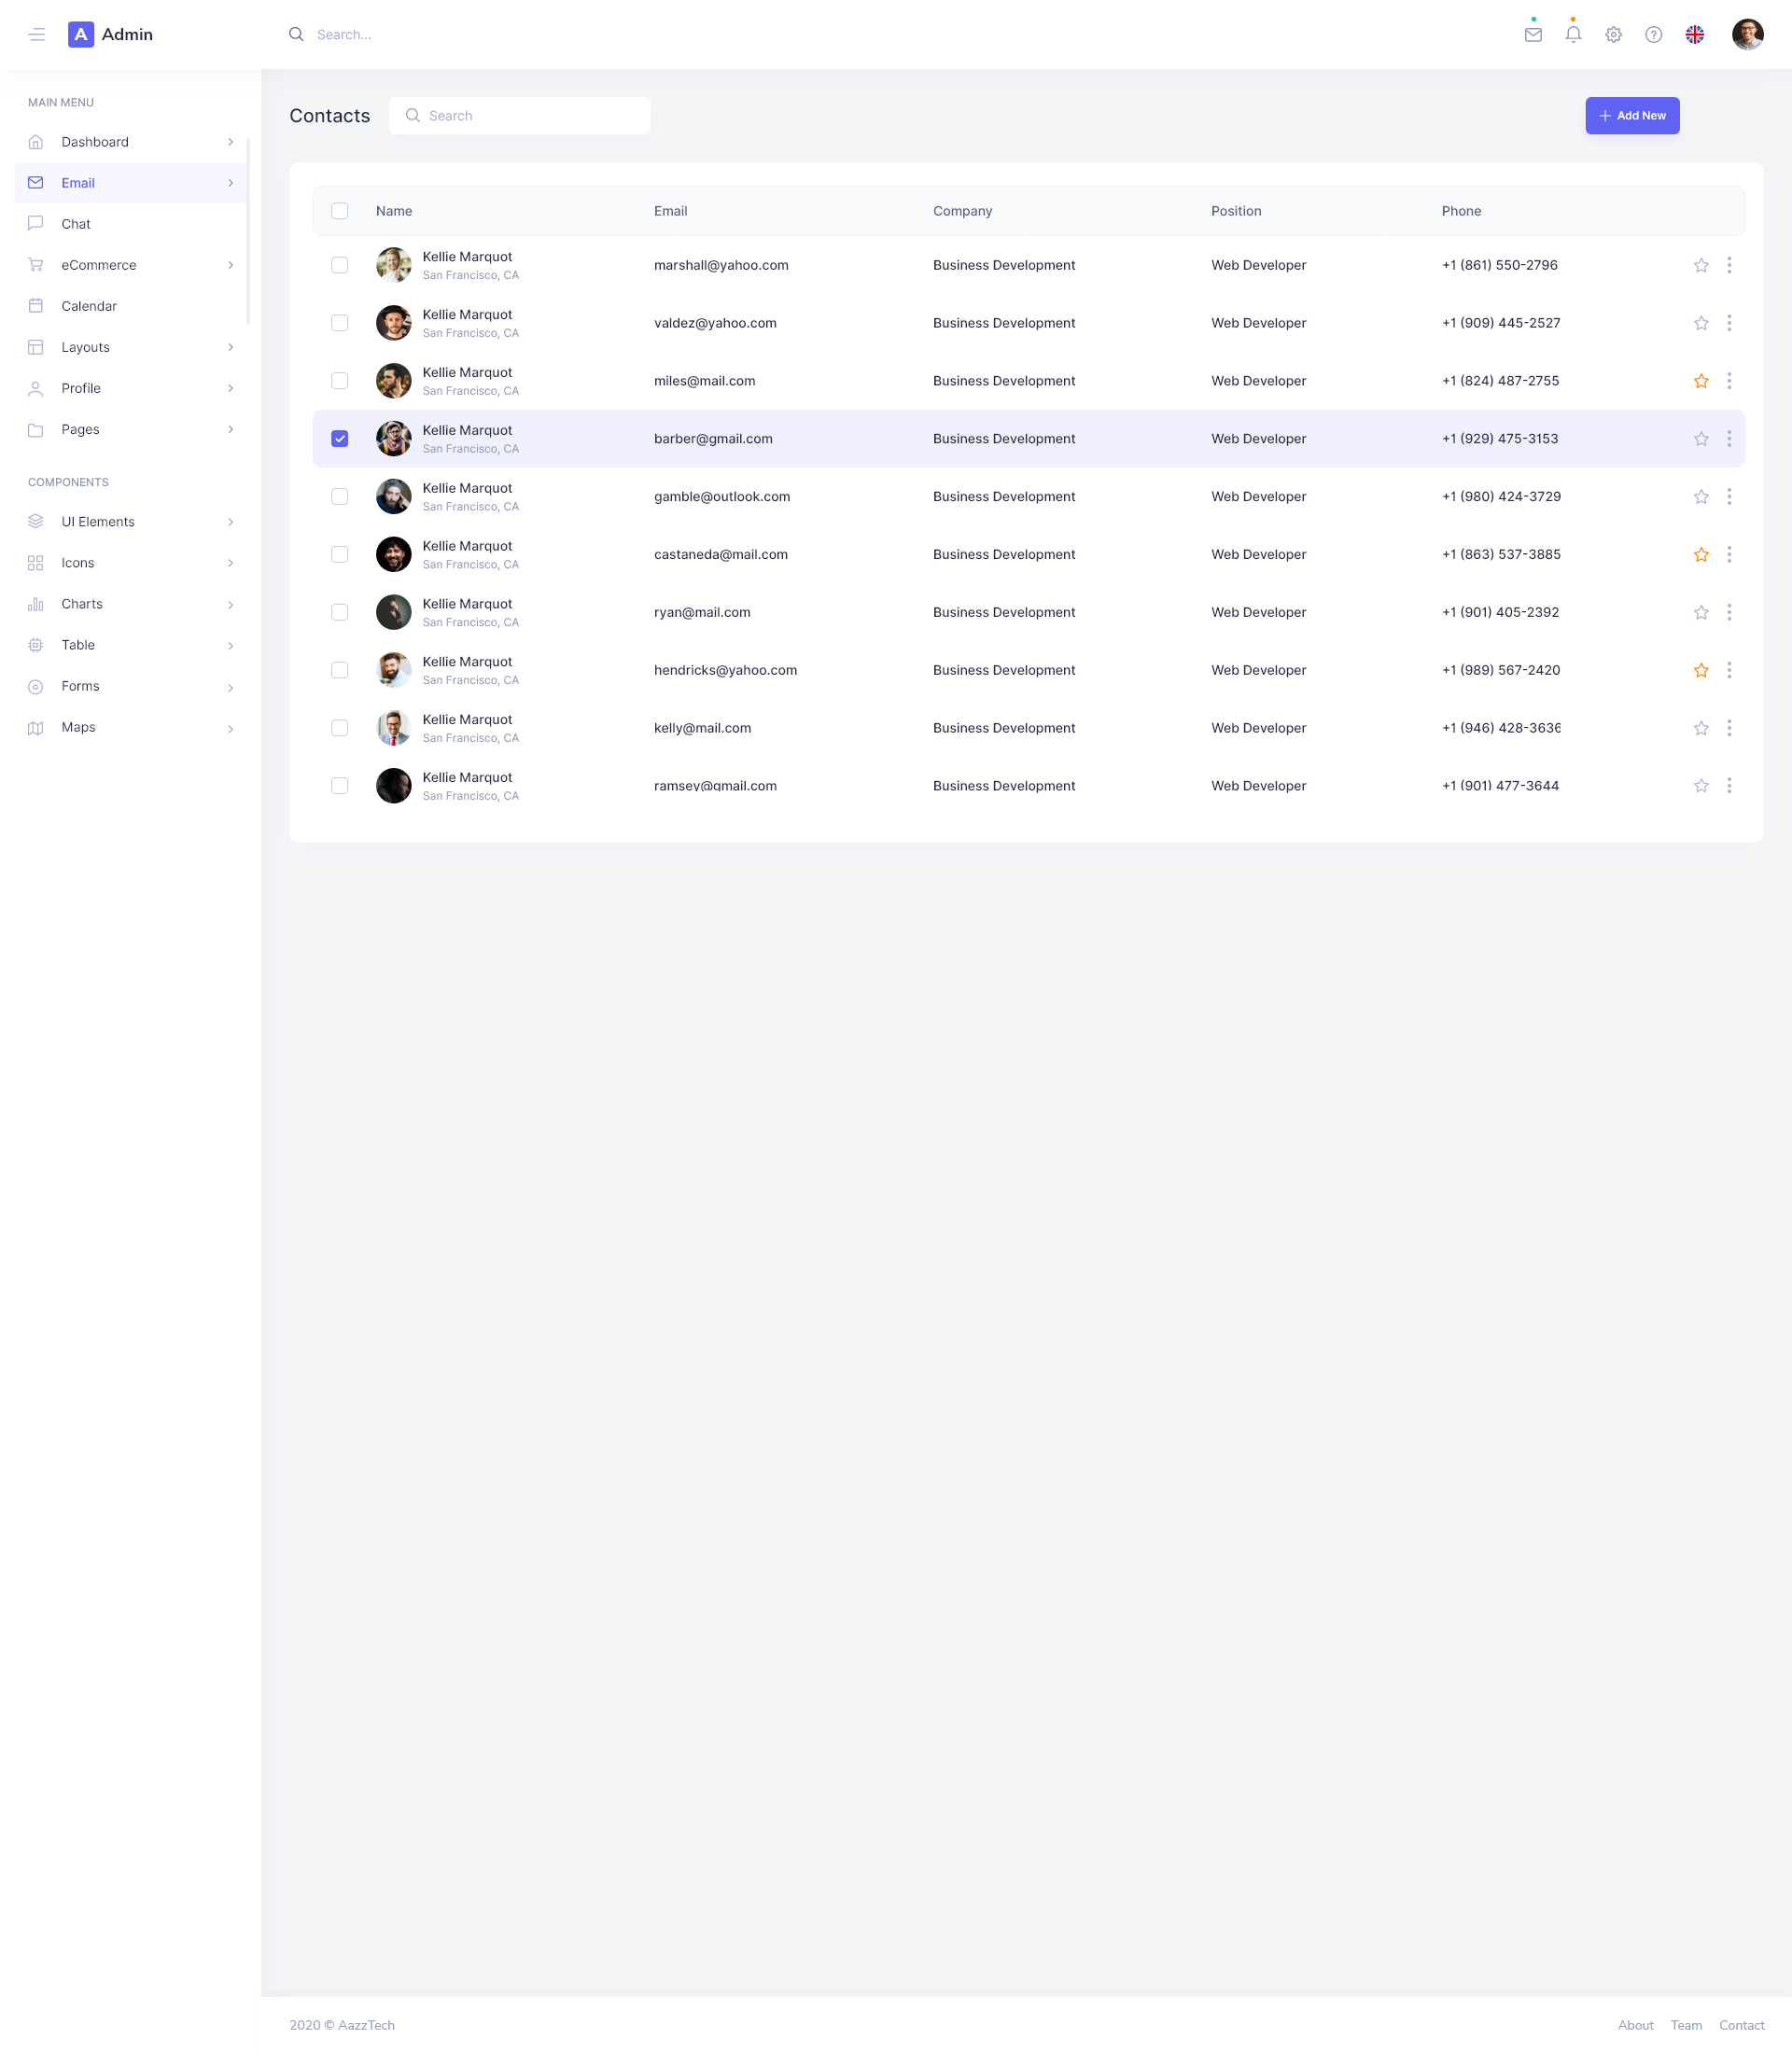 A Admin
Search...
MAIN MENU
Dashboard
Email
Chat
eCommerce
Calendar
Layouts
Profile
Pages
COMPONENTS
UI Elements
Icons
Charts
Table
Forms
Maps
Contacts
Search
Add New
Name Email Company Position Phone
Kellie Marquot
San Francisco, CA
marshall@yahoo.com Business Development Web Developer +1 (861) 550-2796
Kellie Marquot
San Francisco, CA
valdez@yahoo.com Business Development Web Developer +1 (909) 445-2527
Kellie Marquot
San Francisco, CA
miles@mail.com Business Development Web Developer +1 (824) 487-2755
Kellie Marquot
San Francisco, CA
barber@gmail.com Business Development Web Developer +1 (929) 475-3153
Kellie Marquot
San Francisco, CA
gamble@outlook.com Business Development Web Developer +1 (980) 424-3729
Kellie Marquot
San Francisco, CA
castaneda@mail.com Business Development Web Developer +1 (863) 537-3885
Kellie Marquot
San Francisco, CA
ryan@mail.com Business Development Web Developer +1 (901) 405-2392
Kellie Marquot
San Francisco, CA
hendricks@yahoo.com Business Development Web Developer +1 (989) 567-2420
Kellie Marquot
San Francisco, CA
kelly@mail.com Business Development Web Developer +1 (946) 428-3636
Kellie Marquot
San Francisco, CA
ramsey@gmail.com Business Development Web Developer +1 (901) 477-3644
2020 © AazzTech
About Team Contact